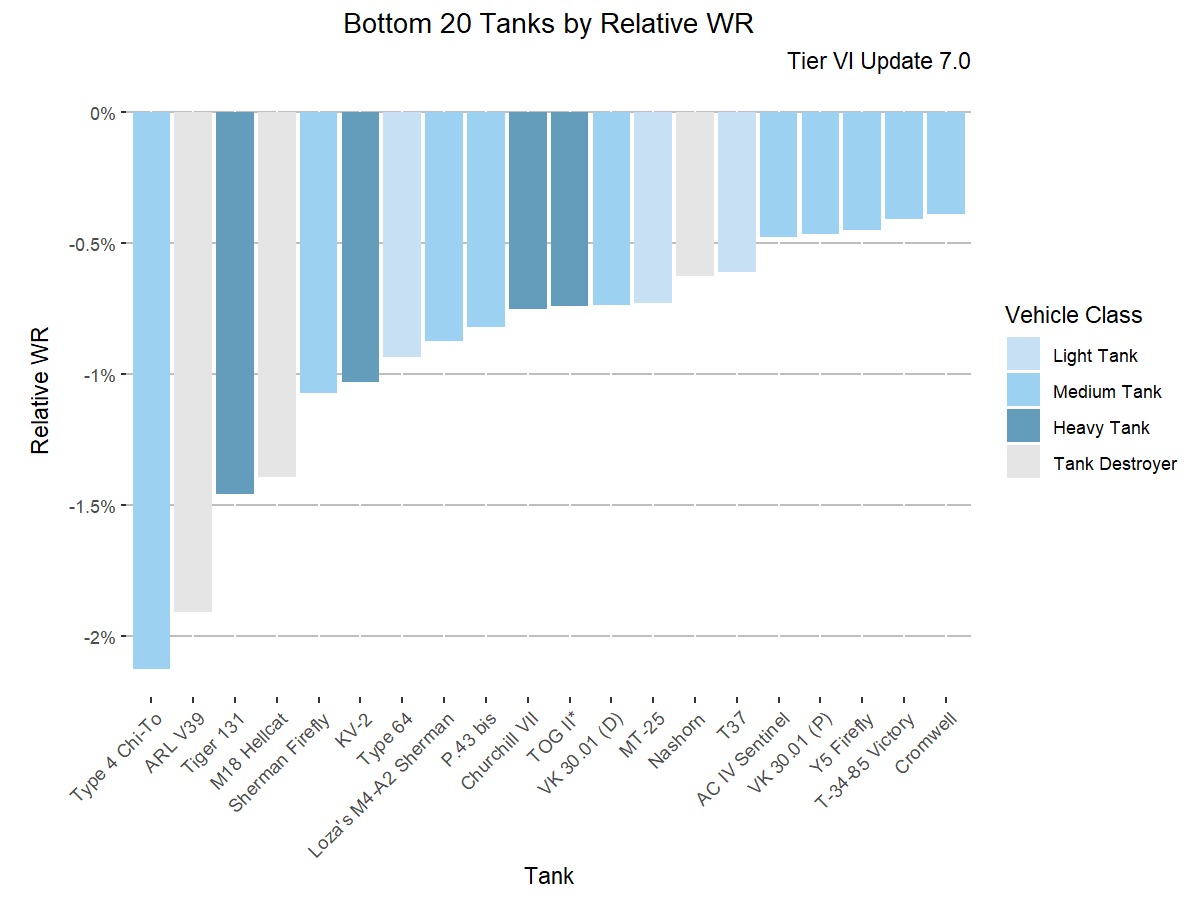 Bottom 20 Tanks by Relative WR
Tier VI Update 7.0
0%
-0.5%
-1%
-1.5%
-2%
Relative WR
Type 4 Chi-To
ARL V39
Tiger 131
M18 Hellcat
Sherman Firefly
KV-2
Type 64
Loza's M4-A2 Sherman
P.43 bis
Churchill VII
TOG II*
VK 30.01 (D)
MT-25
Nashorn
T37
AC IV Sentinel
VK 30.01 (P)
Y5 Firefly
T-34-85 Victory
Cromwell
Tank
Vehicle Class
Light Tank
Medium Tank
Heavy Tank
Tank Destroyer